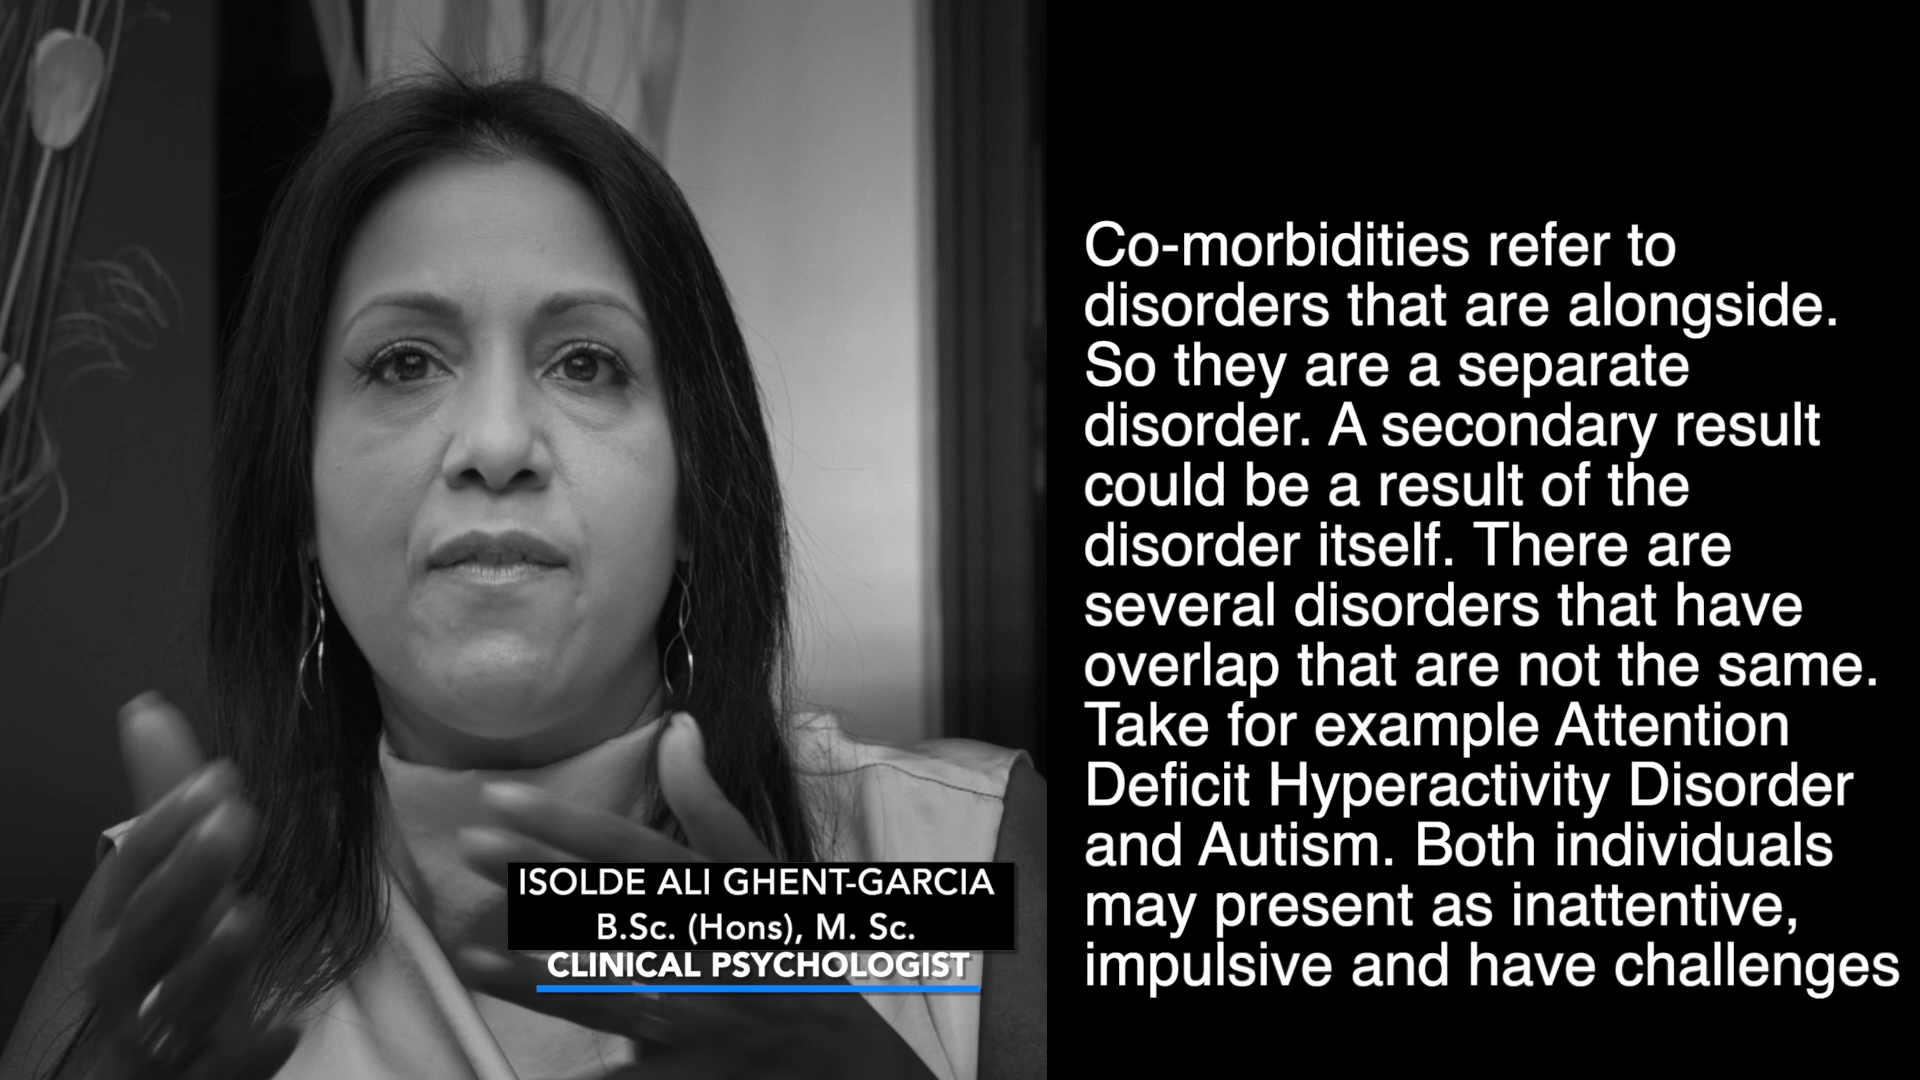 ISOLDE ALI GHENT-GARCIA
B.Sc. (Hons), M. Sc.
CLINICAL PSYCHOLOGIST
Co-morbidities refer to
disorders that are alongside.
So they are a separate
disorder. A secondary result
could be a result of the
disorder itself. There are
several disorders that have
overlap that are not the same.
Take for example Attention
Deficit Hyperactivity Disorder
and Autism. Both individuals
may present as inattentive,
impulsive and have challenges